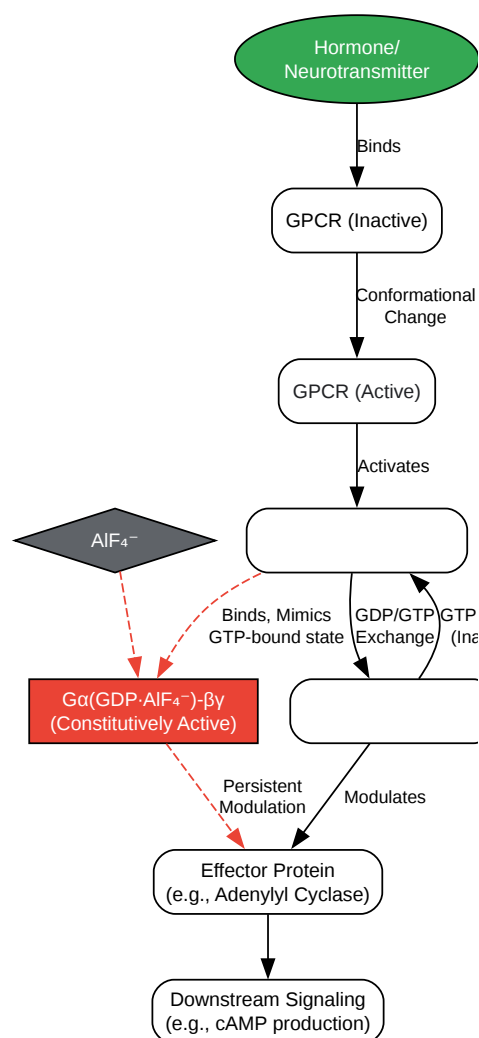 Hormone/
Neurotransmitter
Binds
GPCR (Inactive)
Conformational
Change
GPCR (Active)
Activates
AlF₄⁻
Binds, Mimics
GTP-bound state
GDP/GTP
Exchange
GTP
(Ina
Gα(GDP·AlF₄⁻)-βγ
(Constitutively Active)
Persistent
Modulation
Modulates
Effector Protein
(e.g., Adenylyl Cyclase)
Downstream Signaling
(e.g., cAMP production)